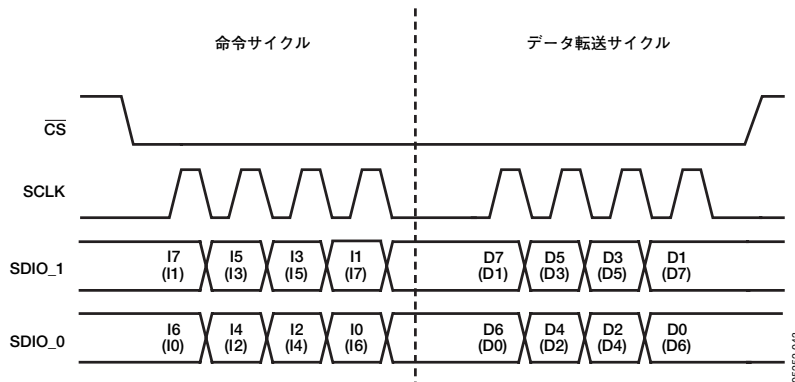 命令サイクル データ転送サイクル
CS
SCLK
SDIO_1 I7 I5 I3 I1 D7 D5 D3 D1
(I1) (I3) (I5) (I7) (D1) (D3) (D5) (D7)
SDIO_0 I6 I4 I2 I0 D6 D4 D2 D0
(I0) (I2) (I4) (I6) (D0) (D2) (D4) (D6)